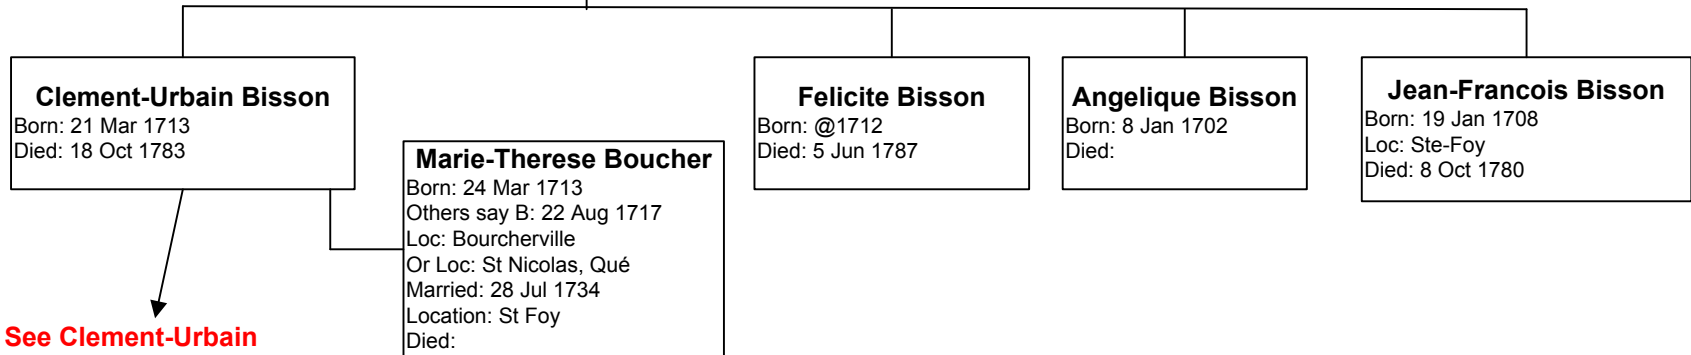 Clement-Urbain Bisson
Born: 21 Mar 1713
Died: 18 Oct 1783
Marie-Therese Boucher
Born: 24 Mar 1713
Others say B: 22 Aug 1717
Loc: Bourcherville
Or Loc: St Nicolas, Qué
Married: 28 Jul 1734
Location: St Foy
Died:
Felicite Bisson
Born: @1712
Died: 5 Jun 1787
Angelique Bisson
Born: 8 Jan 1702
Died:
Jean-Francois Bisson
Born: 19 Jan 1708
Loc: Ste-Foy
Died: 8 Oct 1780
See Clement-Urbain